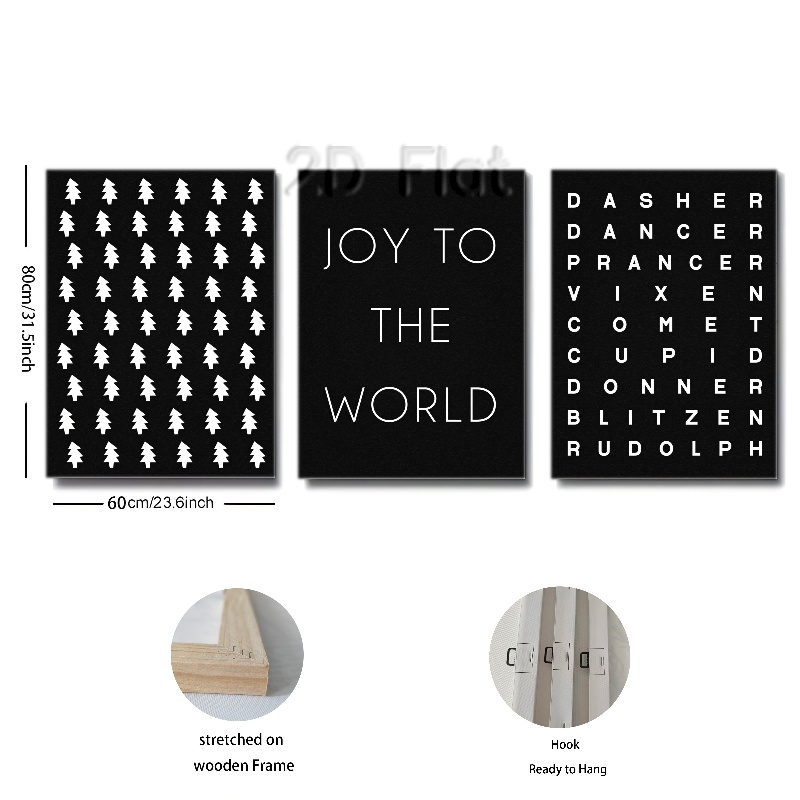 2D Flat
JOY TO
THE
WORLD
DASHER
DANCER
PRANCER
VIXEN
COMET
CUPID
DONNER
BLITZEN
RUDOLPH
80cm/31.5inch
60cm/23.6inch
stretched on
wooden Frame
Hook
Ready to Hang